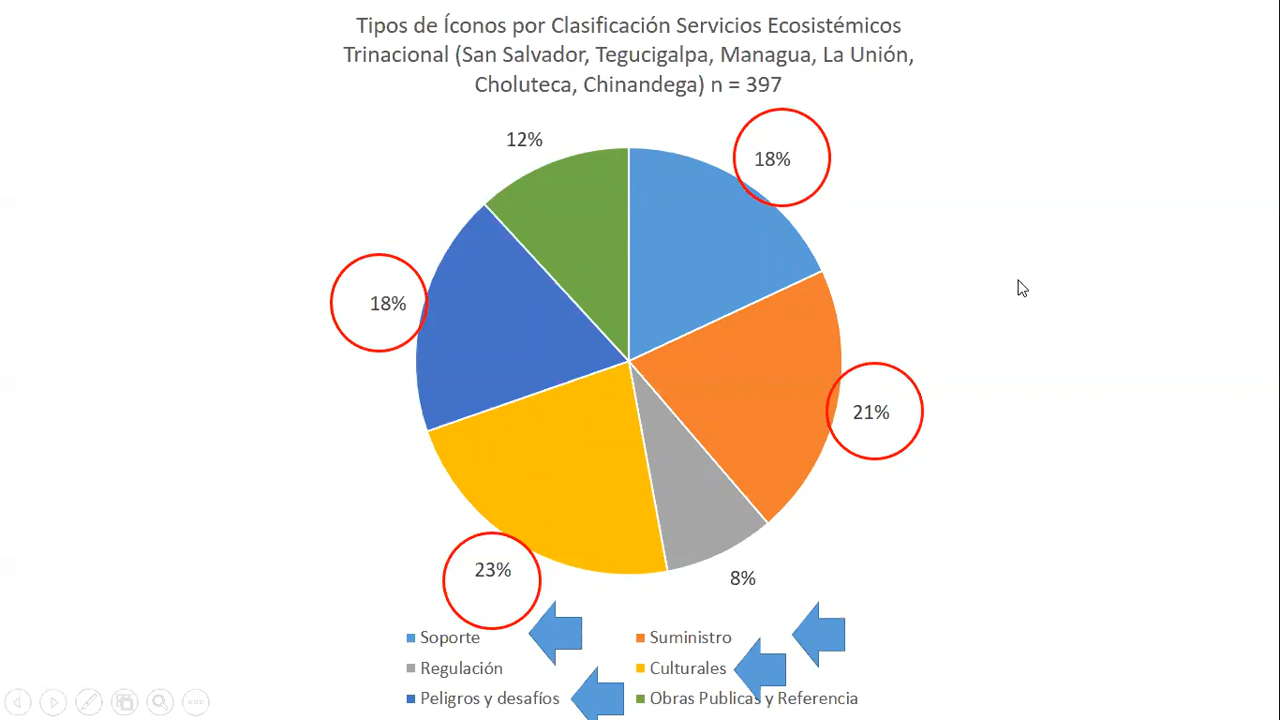 Tipos de Íconos por Clasificación Servicios Ecosistémicos
Trinacional (San Salvador, Tegucigalpa, Managua, La Unión,
Choluteca, Chinandega) n = 397
12%
18%
18%
21%
23%
8%
Soporte
Suministro
Regulación
Culturales
Peligros y desafíos
Obras Publicas y Referencia